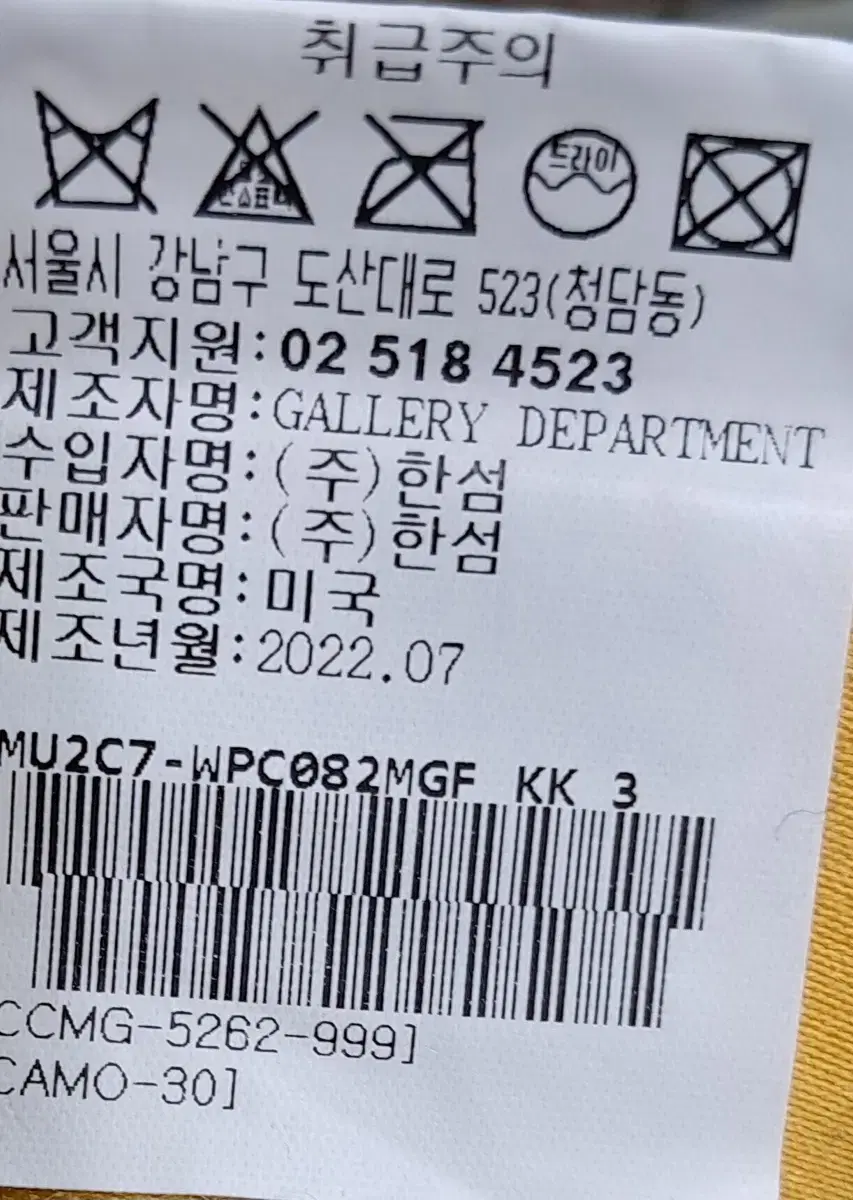 취급주의
드라이
서울시 강남구 도산대로 523(청담동)
고객지원:02 518 4523
제조자명:GALLERY DEPARTMENT
수입자명:(주)한섬
판매자명:(주)한섬
제조국명:미국
제조년월:2022.07
MU2C7-WPC082MGF KK 3
CCMG-5262-999]
CAMO-30]